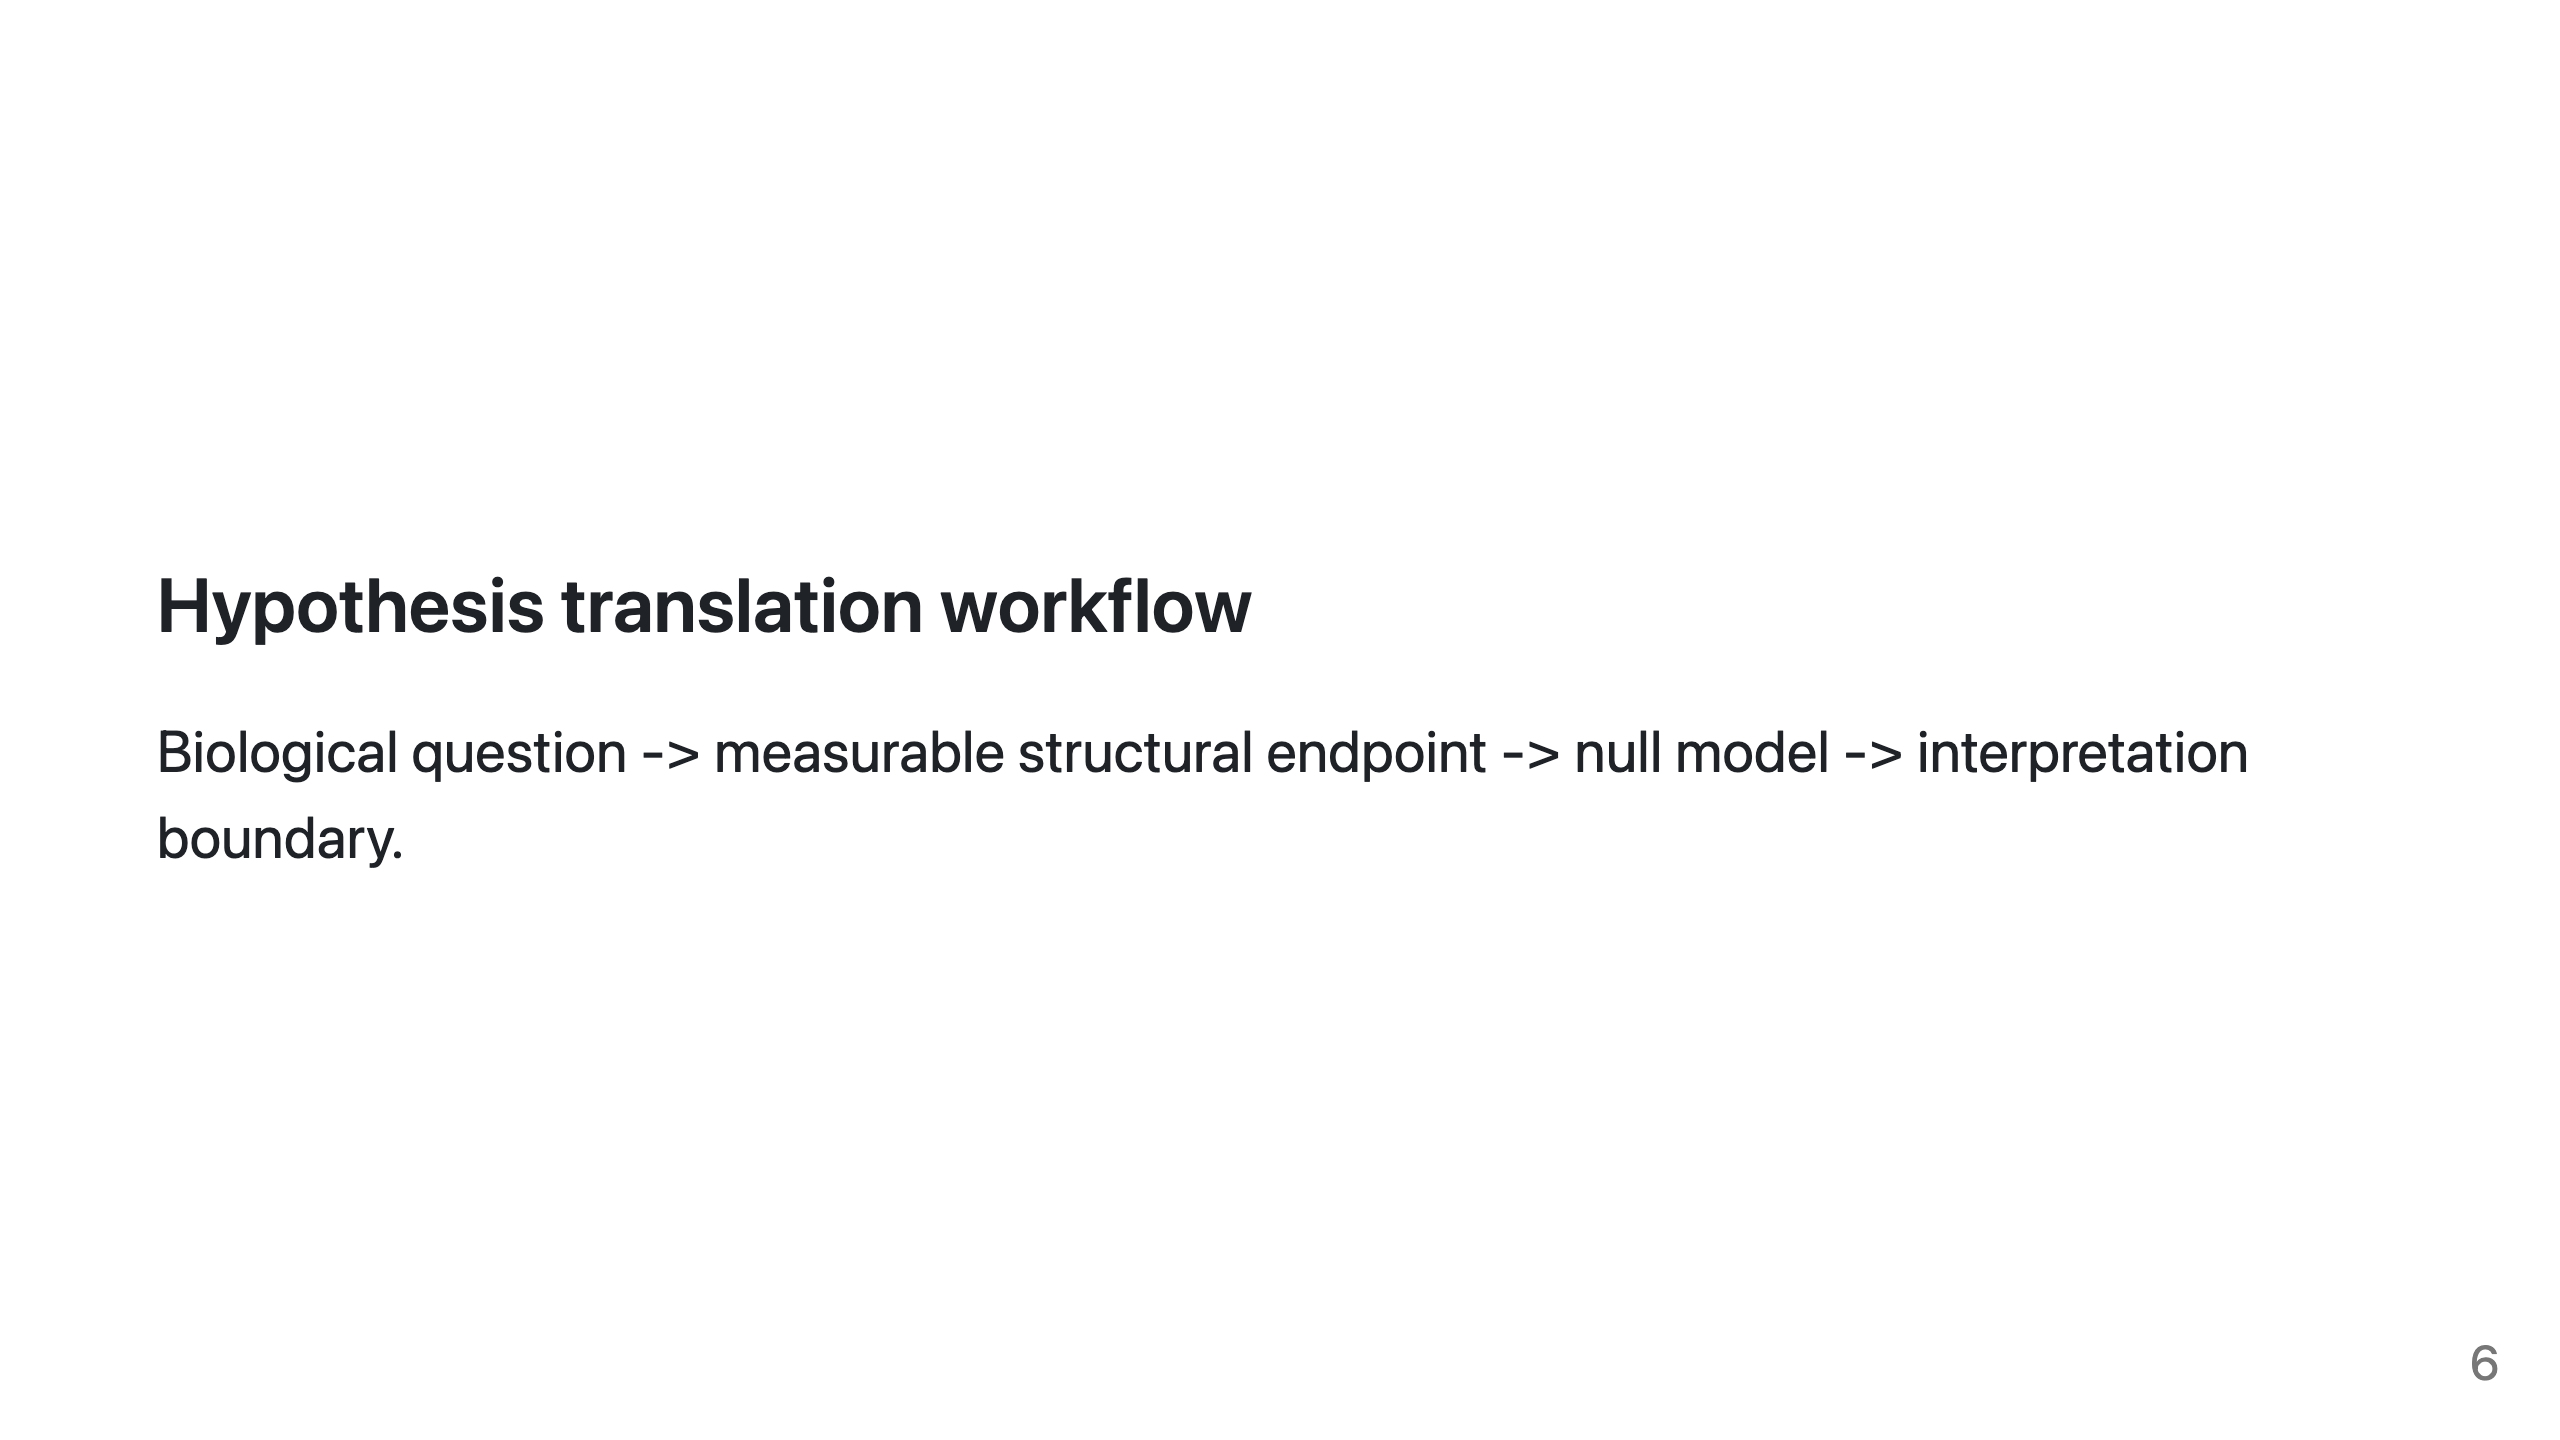 Hypothesis translation workflow
Biological question -> measurable structural endpoint -> null model -> interpretation
boundary.
6